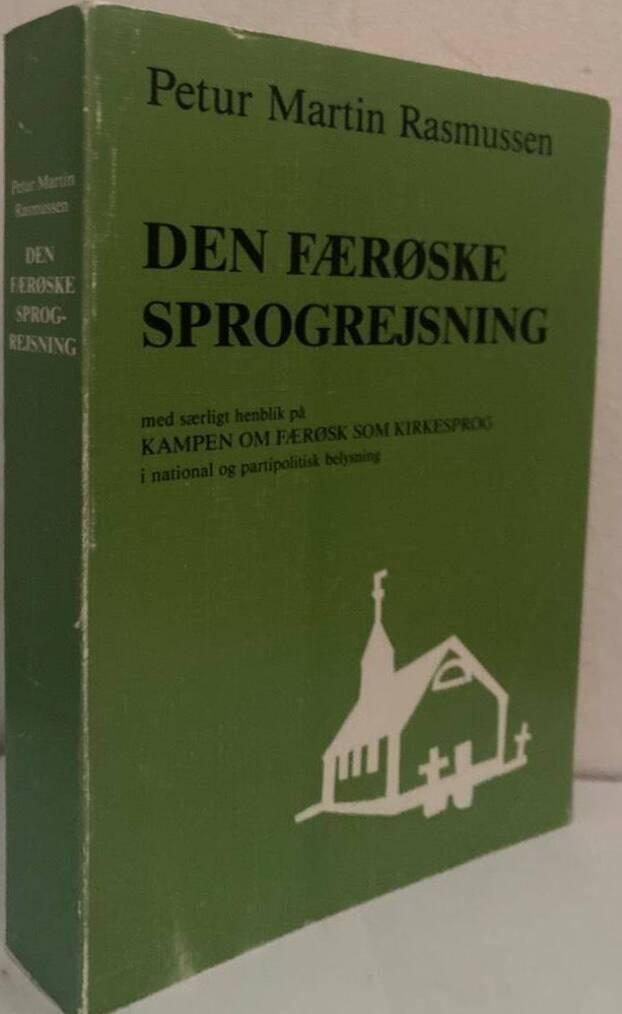 Petur Martin Rasmussen
DEN FÆRØSKE
SPROGREJSNING
med særligt henblik på
KAMPEN OM FÆRØSK SOM KIRKESPROG
i national og partipolitisk belysning
Petur Martin
Rasmussen
DEN
FÆRØSKE
SPROG-
REJSNING